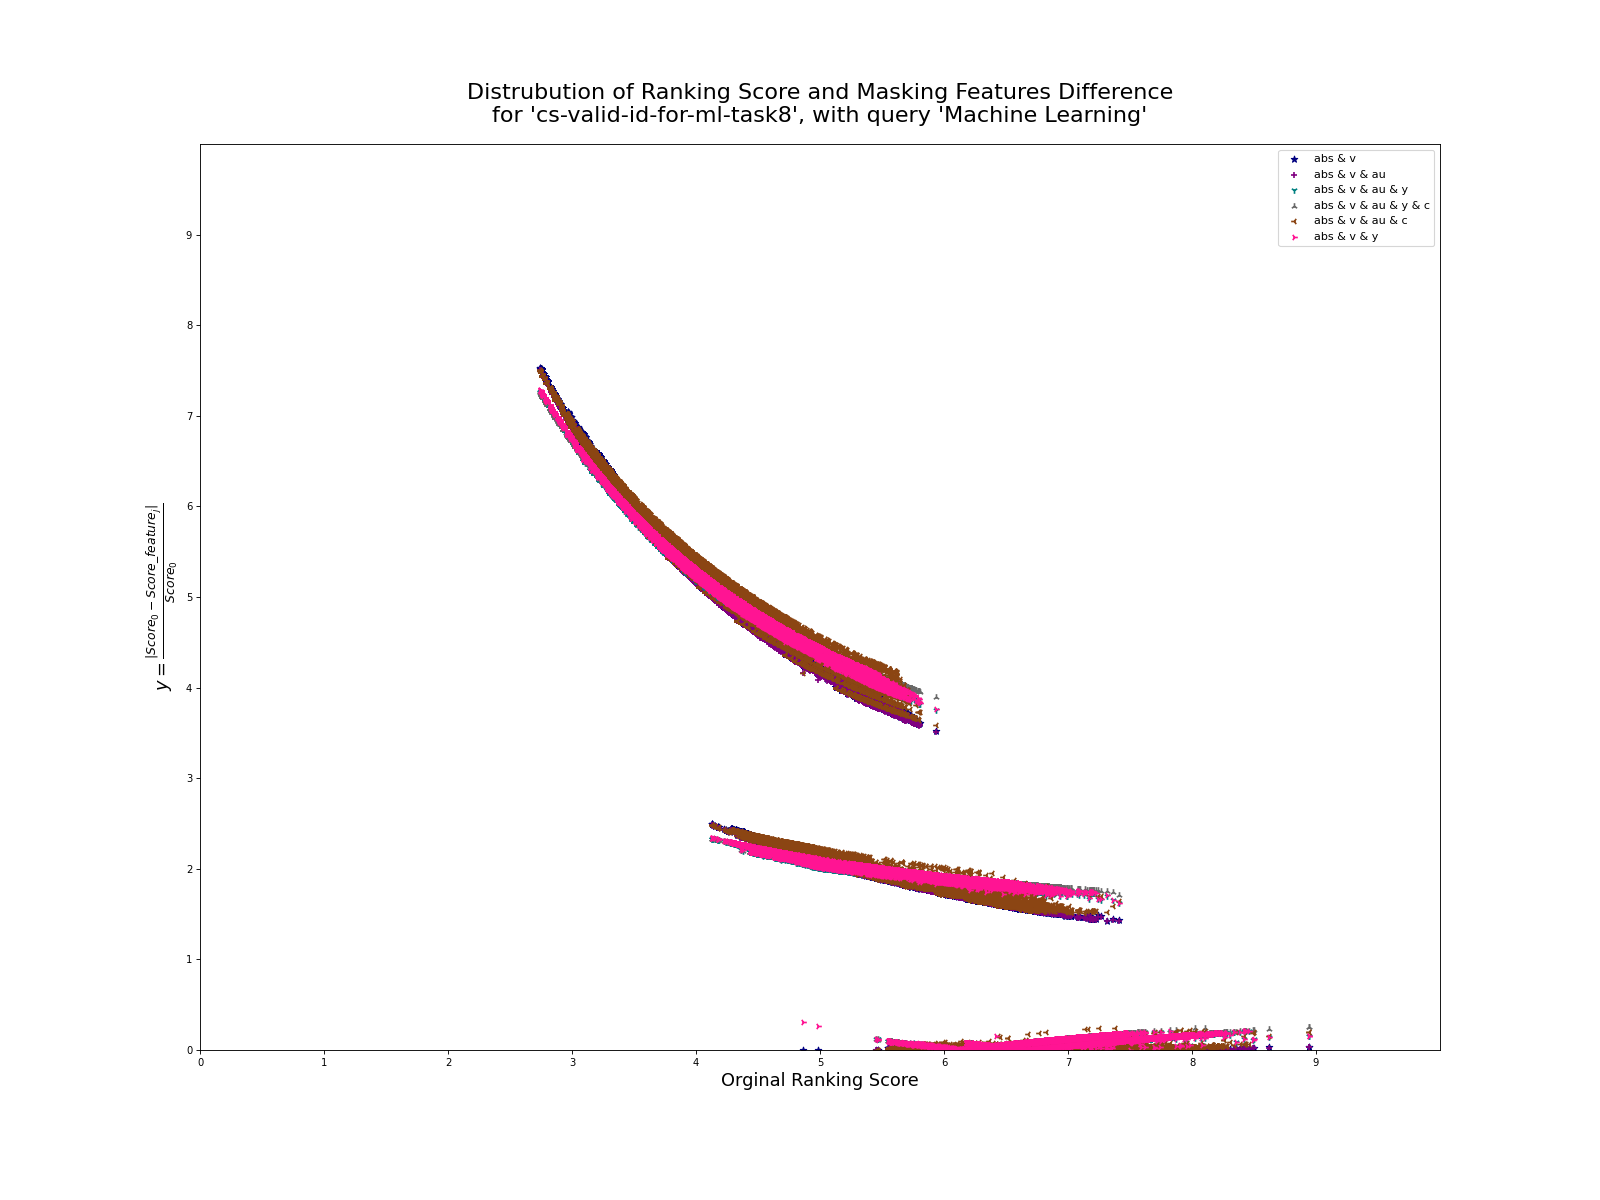 Distrubution of Ranking Score and Masking Features Difference
for 'cs-valid-id-for-ml-task8', with query 'Machine Learning'
abs & v
abs & v & au
abs & v & au & y
abs & v & au & y & c
abs & v & au & c
abs & v & y
9
8
7
6
5
4
3
2
1
0
y = |Score₀ − Score_featureⱼ| / Score₀
0 1 2 3 4 5 6 7 8 9
Orginal Ranking Score